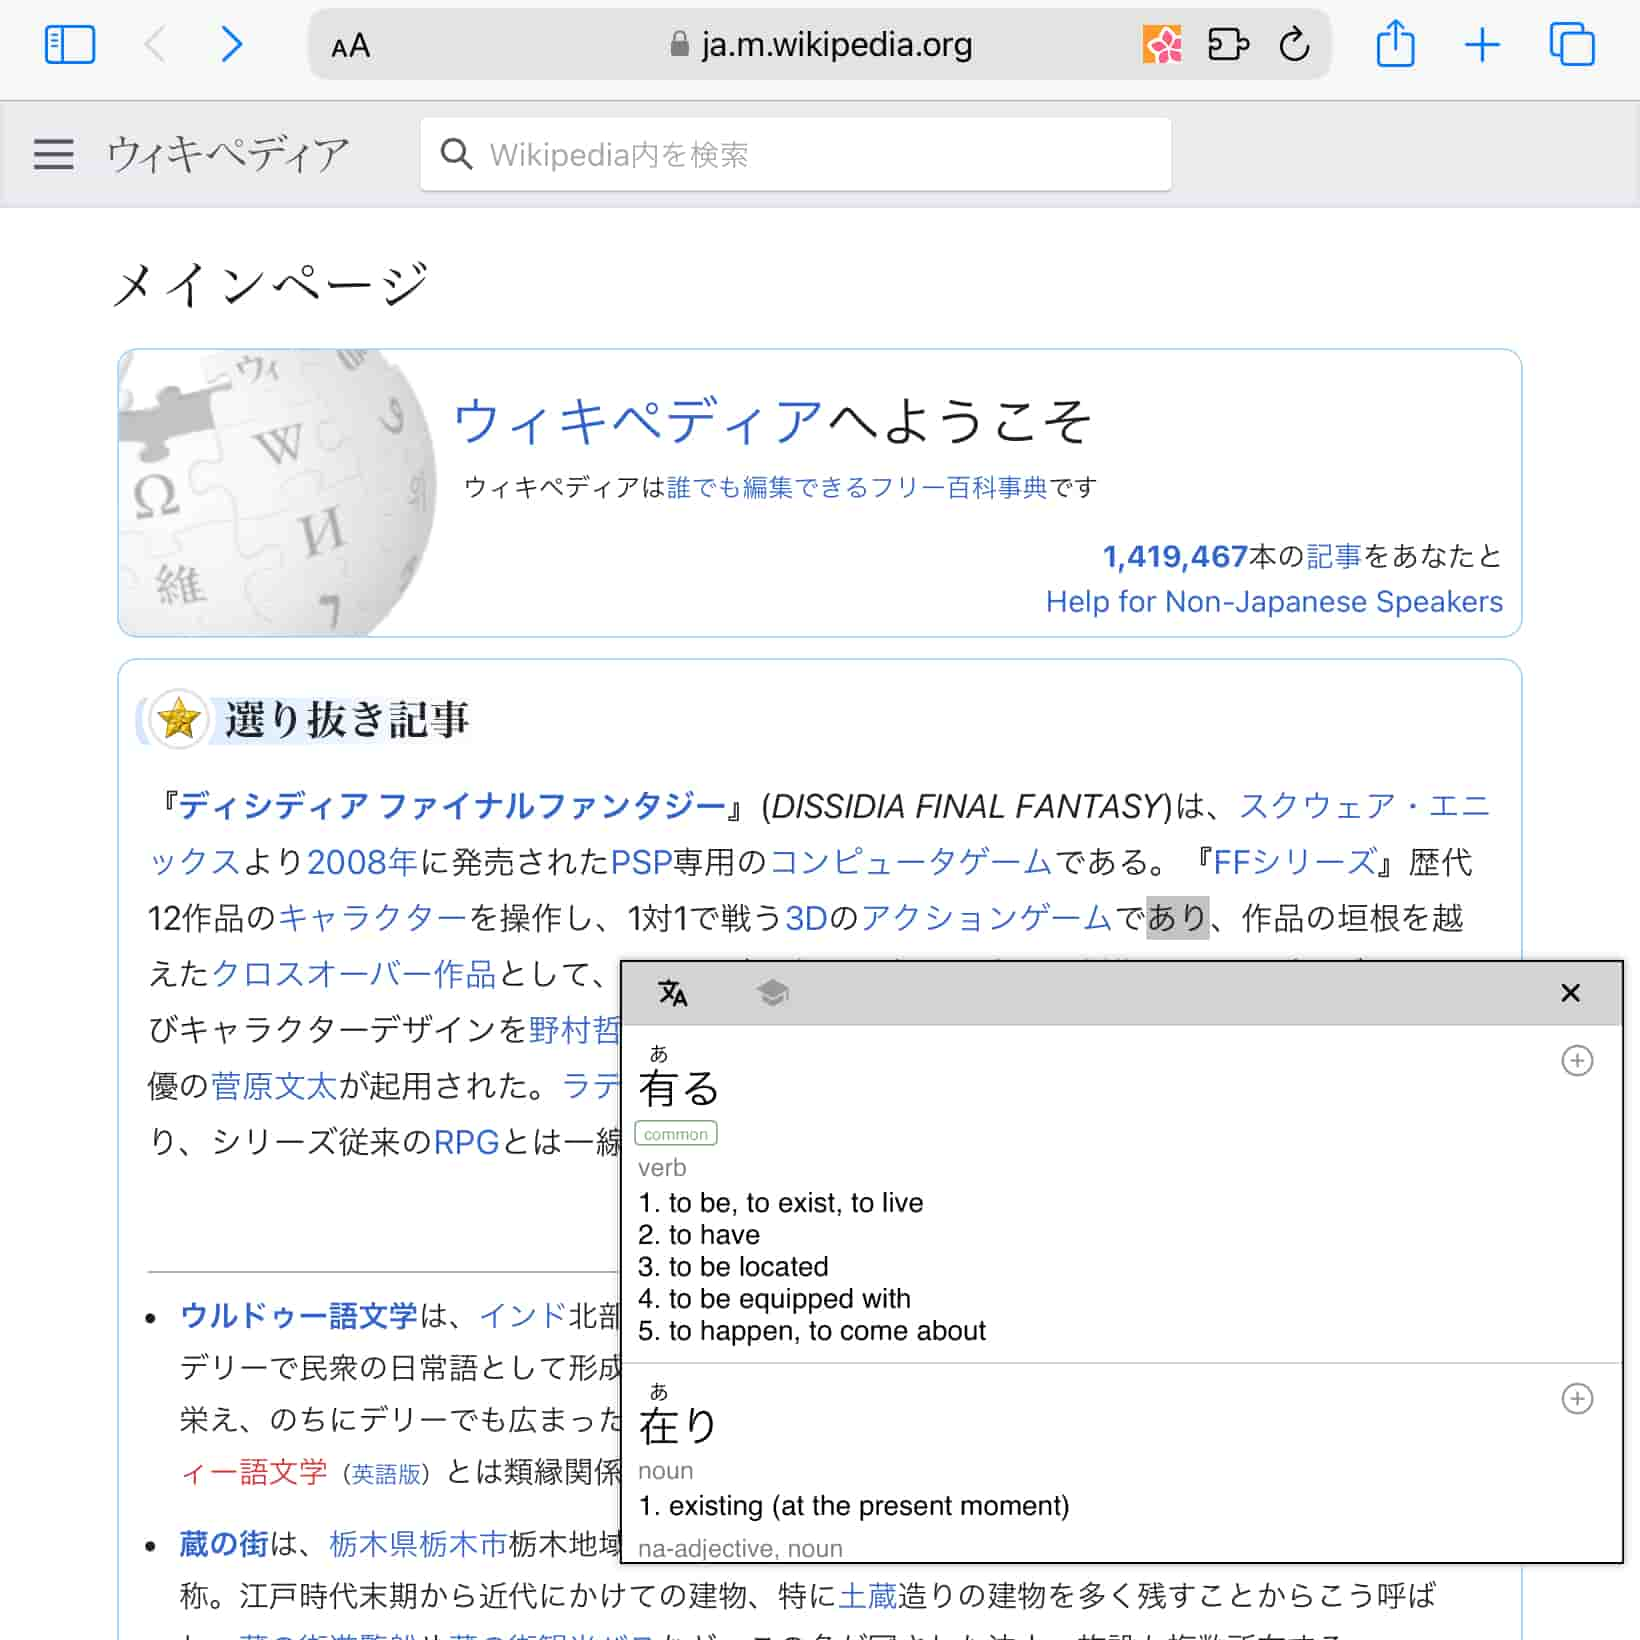 AA ja.m.wikipedia.org
ウィキペディア Wikipedia内を検索
メインページ
ウィ
W
Ω
И
維
7
ウィキペディアへようこそ
ウィキペディアは誰でも編集できるフリー百科事典です
1,419,467本の記事をあなたと
Help for Non-Japanese Speakers
選り抜き記事
『ディシディア ファイナルファンタジー』(DISSIDIA FINAL FANTASY)は、スクウェア・エニ
ックスより2008年に発売されたPSP専用のコンピュータゲームである。『FFシリーズ』歴代
12作品のキャラクターを操作し、1対1で戦う3Dのアクションゲームであり、作品の垣根を越
えたクロスオーバー作品として、
びキャラクターデザインを野村哲
優の菅原文太が起用された。ラデ
り、シリーズ従来のRPGとは一線
ウルドゥー語文学は、インド北部
デリーで民衆の日常語として形成
栄え、のちにデリーでも広まった
ィー語文学（英語版）とは類縁関係
蔵の街は、栃木県栃木市栃木地域
称。江戸時代末期から近代にかけての建物、特に土蔵造りの建物を多く残すことからこう呼ば
文A
あ
有る
common
verb
1. to be, to exist, to live
2. to have
3. to be located
4. to be equipped with
5. to happen, to come about
あ
在り
noun
1. existing (at the present moment)
na-adjective, noun